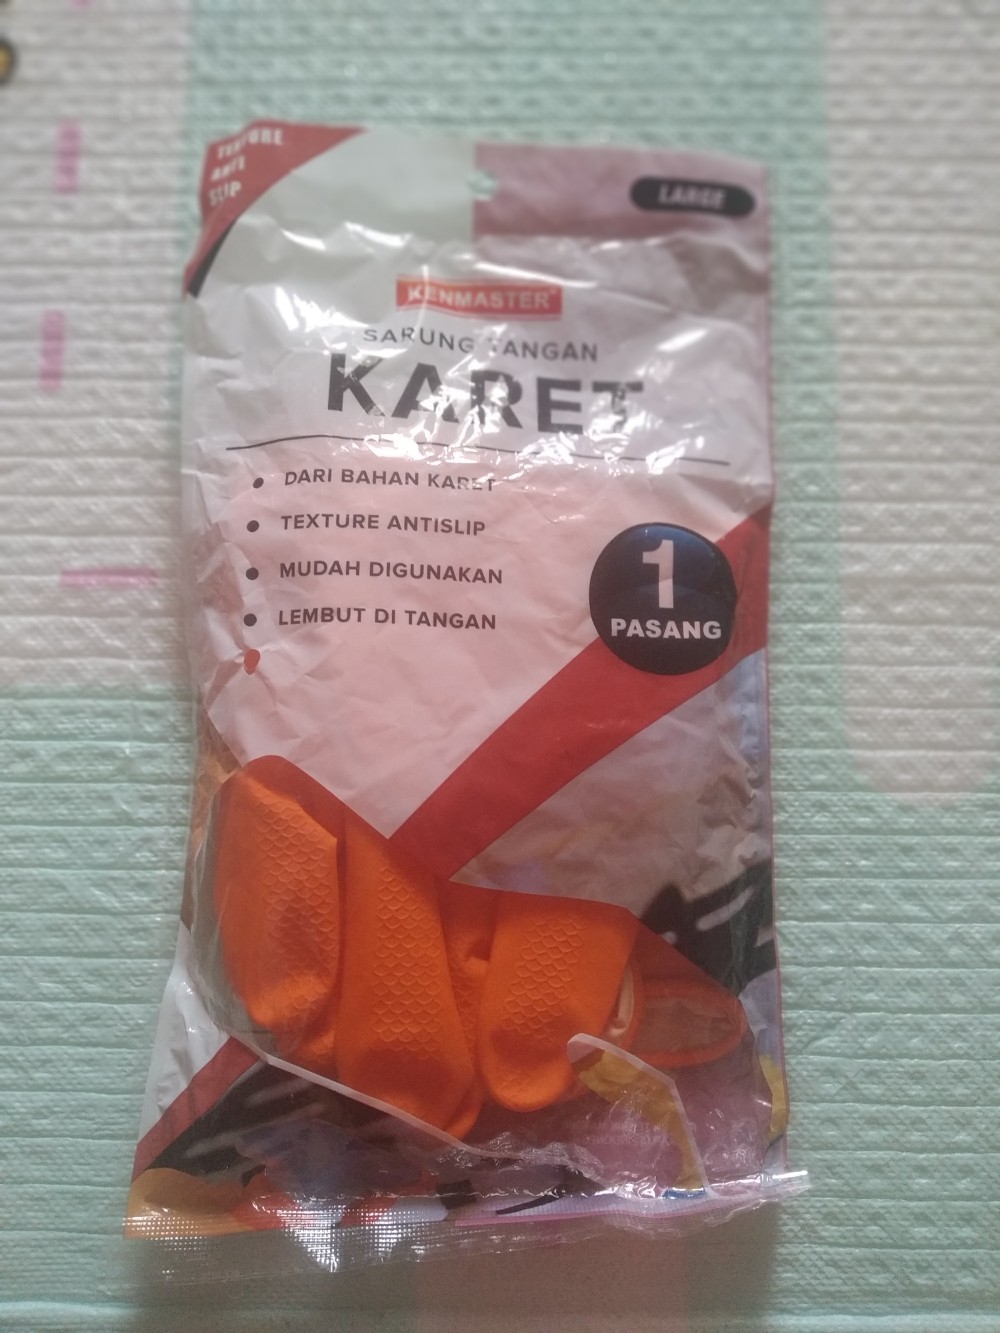 TEXTURE
ANTI
SLIP
LARGE
KENMASTER
SARUNG TANGAN
KARET
DARI BAHAN KARET
TEXTURE ANTISLIP
MUDAH DIGUNAKAN
LEMBUT DI TANGAN
1
PASANG